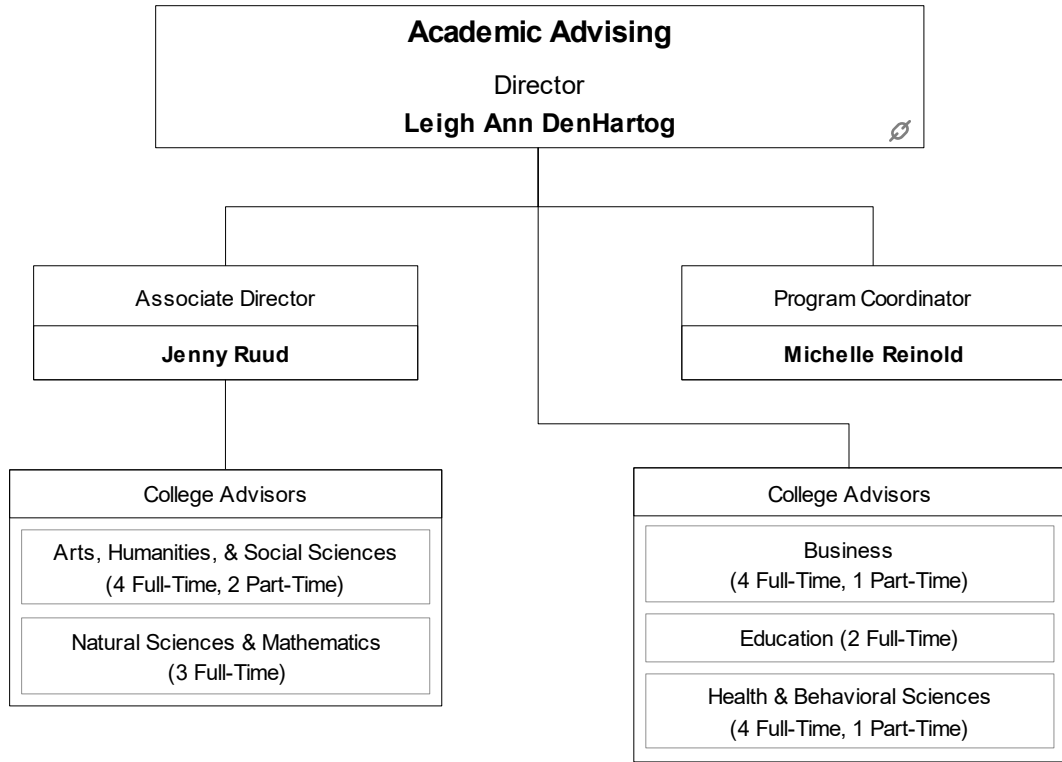 Academic Advising
Director
Leigh Ann DenHartog
Associate Director
Jenny Ruud
Program Coordinator
Michelle Reinold
College Advisors
Arts, Humanities, & Social Sciences
(4 Full-Time, 2 Part-Time)
Natural Sciences & Mathematics
(3 Full-Time)
College Advisors
Business
(4 Full-Time, 1 Part-Time)
Education (2 Full-Time)
Health & Behavioral Sciences
(4 Full-Time, 1 Part-Time)